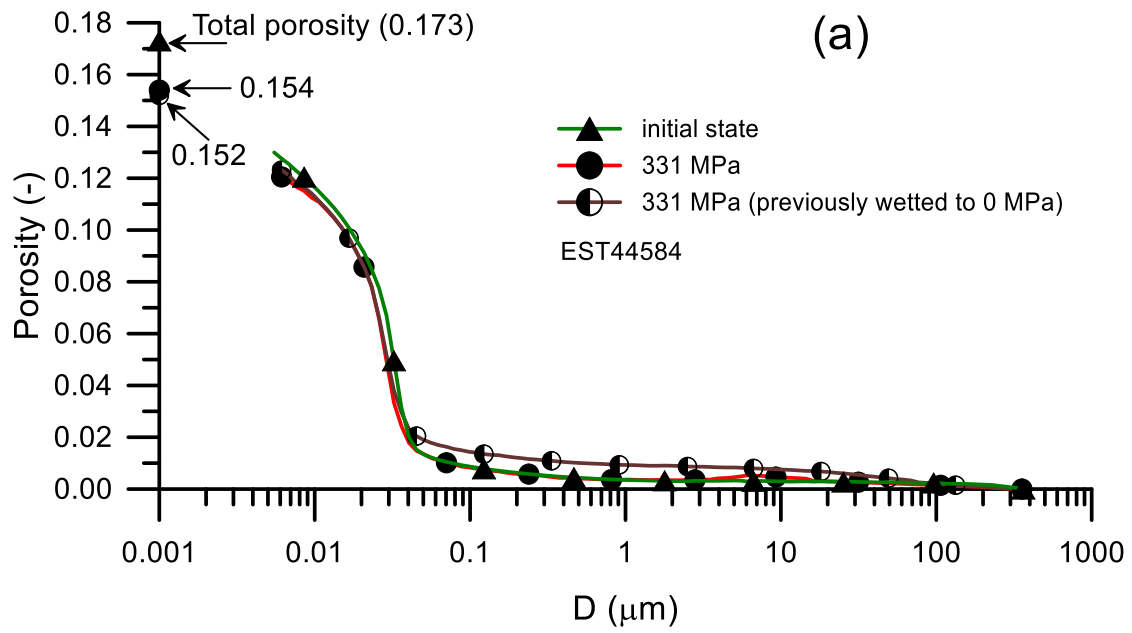 (a)
Total porosity (0.173)
0.154
0.152
initial state
331 MPa
331 MPa (previously wetted to 0 MPa)
EST44584
Porosity (-)
0.18
0.16
0.14
0.12
0.10
0.08
0.06
0.04
0.02
0.00
0.001 0.01 0.1 1 10 100 1000
D (μm)